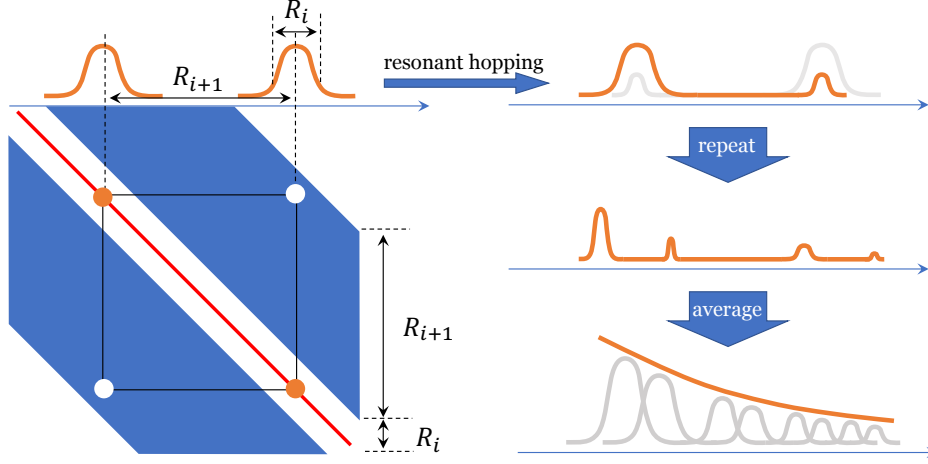 R_i
resonant hopping
R_{i+1}
repeat
R_{i+1}
average
R_i